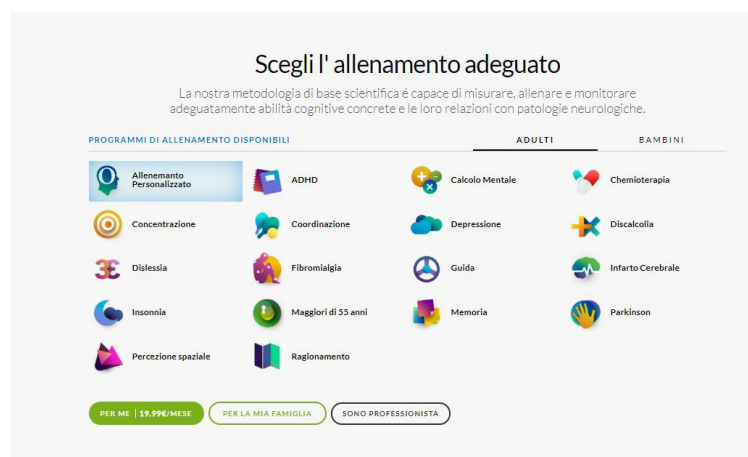 Scegli l' allenamento adeguato
La nostra metodologia di base scientifica é capace di misurare, allenare e monitorare
adeguatamente abilità cognitive concrete e le loro relazioni con patologie neurologiche.
PROGRAMMI DI ALLENAMENTO DISPONIBILI
ADULTI
BAMBINI
Allenemanto
Personalizzato
ADHD
Calcolo Mentale
Chemioterapia
Concentrazione
Coordinazione
Depressione
Discalcolia
Dislessia
Fibromialgia
Guida
Infarto Cerebrale
Insonnia
Maggiori di 55 anni
Memoria
Parkinson
Percezione spaziale
Ragionamento
PER ME | 19.99€/MESE
PER LA MIA FAMIGLIA
SONO PROFESSIONISTA